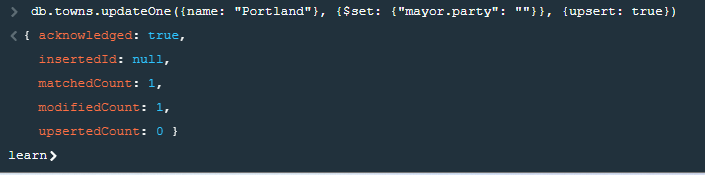 > db.towns.updateOne({name: "Portland"}, {$set: {"mayor.party": ""}}, {upsert: true})
< { acknowledged: true,
insertedId: null,
matchedCount: 1,
modifiedCount: 1,
upsertedCount: 0 }
learn>